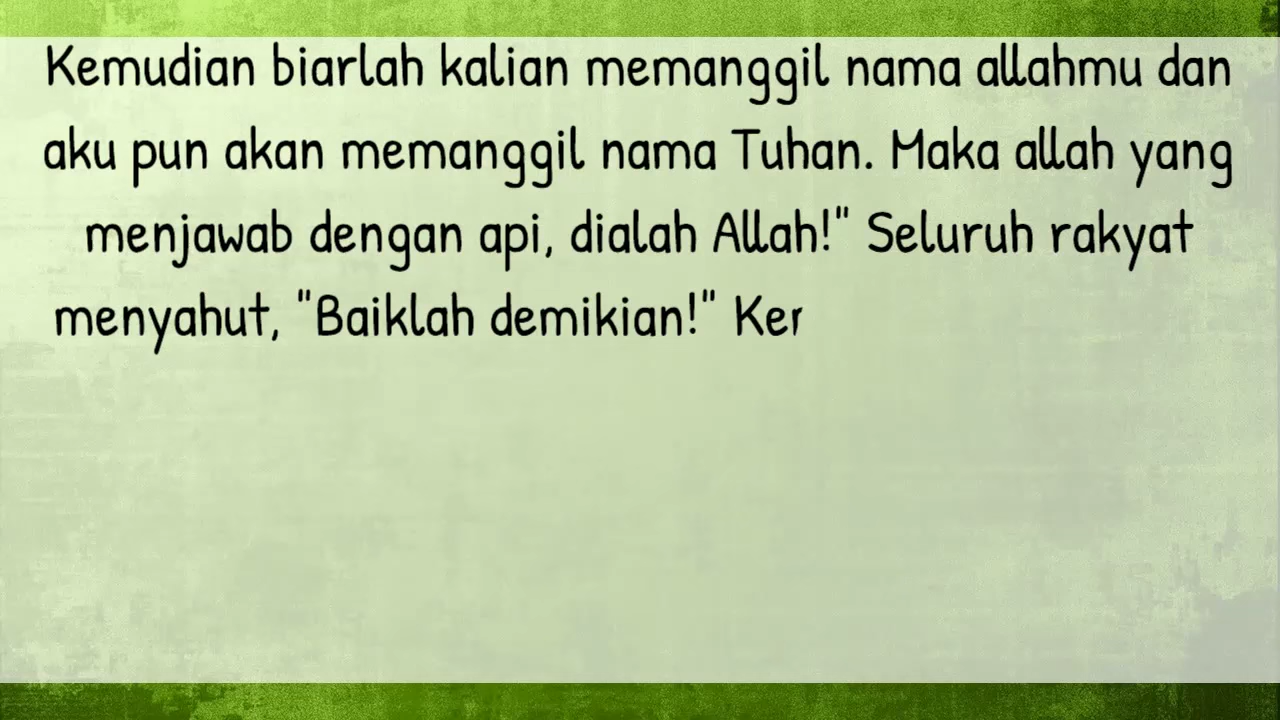 Kemudian biarlah kalian memanggil nama allahmu dan
aku pun akan memanggil nama Tuhan. Maka allah yang
menjawab dengan api, dialah Allah!" Seluruh rakyat
menyahut, "Baiklah demikian!"